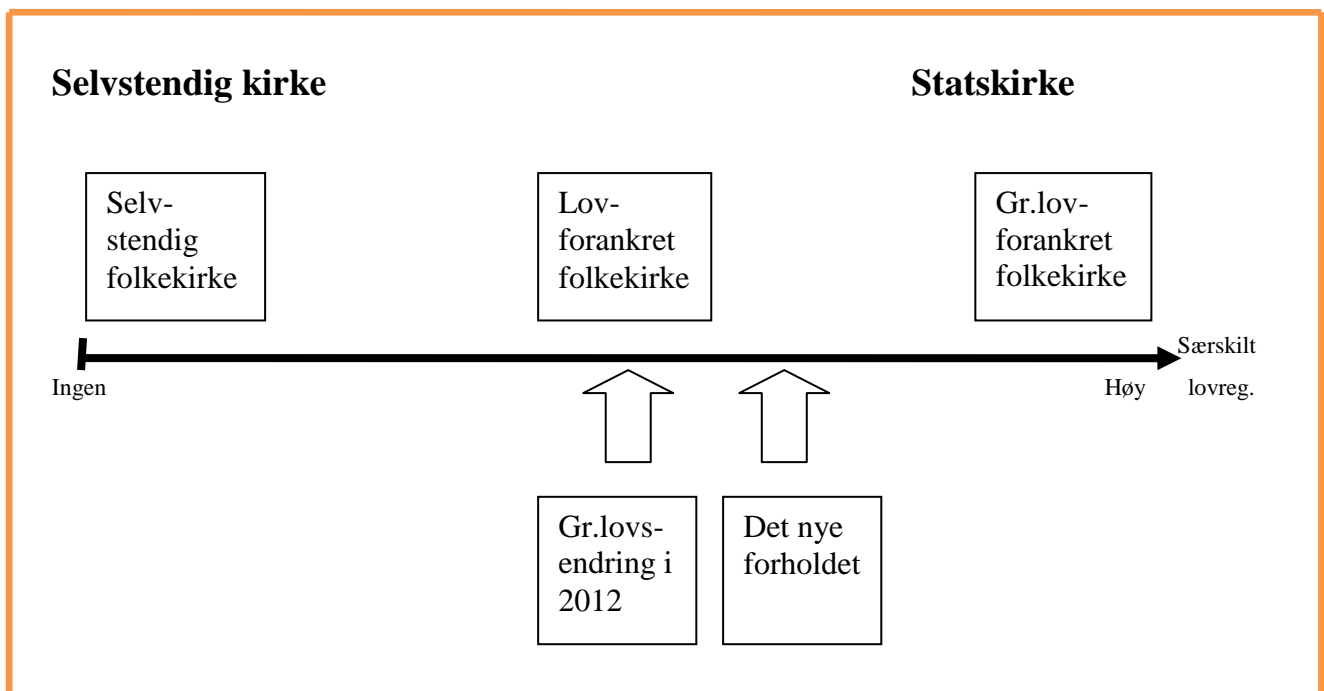 Selvstendig kirke
Statskirke
Selv-
stendig
folkekirke
Lov-
forankret
folkekirke
Gr.lov-
forankret
folkekirke
Særskilt
Ingen
Høy
lovreg.
Gr.lovs-
endring i
2012
Det nye
forholdet